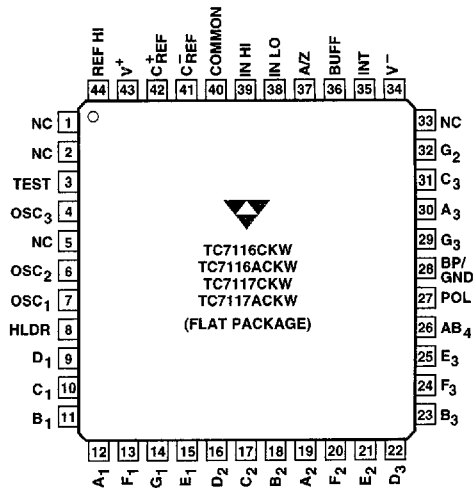 REF HI
V+
C+REF
C-REF
COMMON
IN HI
IN LO
A/Z
BUFF
INT
V-
44 43 42 41 40 39 38 37 36 35 34
NC 1
NC 2
TEST 3
OSC3 4
NC 5
OSC2 6
OSC1 7
HLDR 8
D1 9
C1 10
B1 11
TC7116CKW
TC7116ACKW
TC7117CKW
TC7117ACKW
(FLAT PACKAGE)
33 NC
32 G2
31 C3
30 A3
29 G3
28 BP/
GND
27 POL
26 AB4
25 E3
24 F3
23 B3
12 13 14 15 16 17 18 19 20 21 22
A1
F1
G1
E1
D2
C2
B2
A2
F2
E2
D3